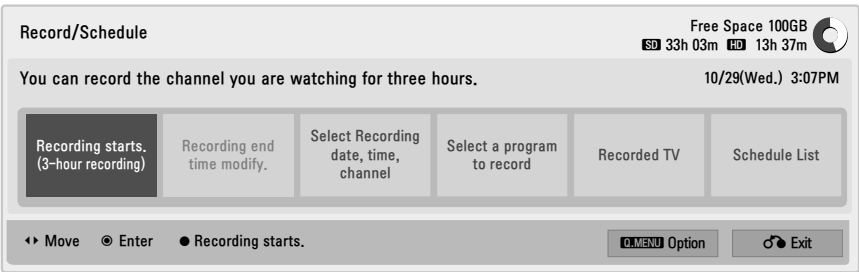 Record/Schedule
Free Space 100GB
SD 33h 03m HD 13h 37m
You can record the channel you are watching for three hours.
10/29(Wed.) 3:07PM
Recording starts.
(3-hour recording)
Recording end
time modify.
Select Recording
date, time,
channel
Select a program
to record
Recorded TV
Schedule List
Move
Enter
Recording starts.
Q.MENU Option
Exit